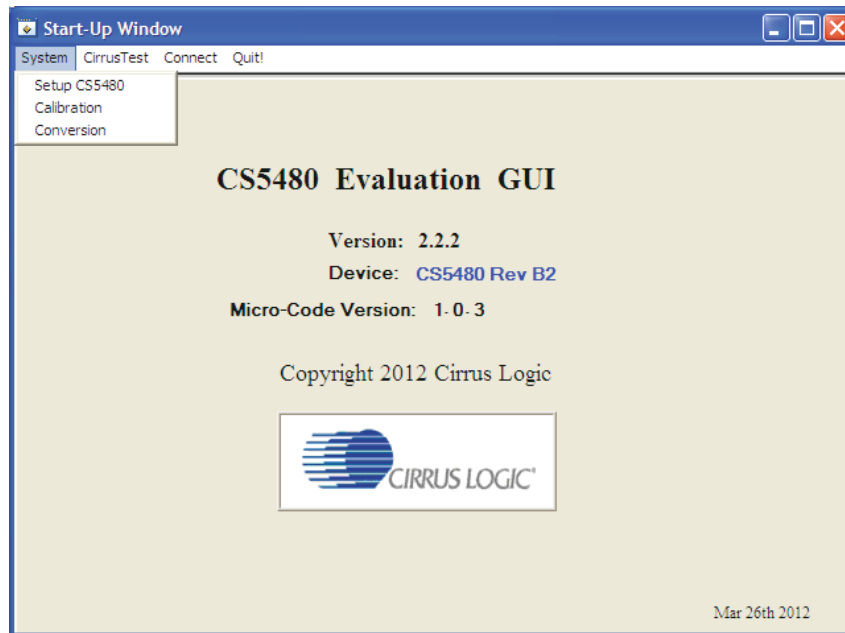 Start-Up Window
System CirrusTest Connect Quit!
Setup CS5480
Calibration
Conversion
CS5480 Evaluation GUI
Version: 2.2.2
Device: CS5480 Rev B2
Micro-Code Version: 1.0.3
Copyright 2012 Cirrus Logic
CIRRUS LOGIC®
Mar 26th 2012